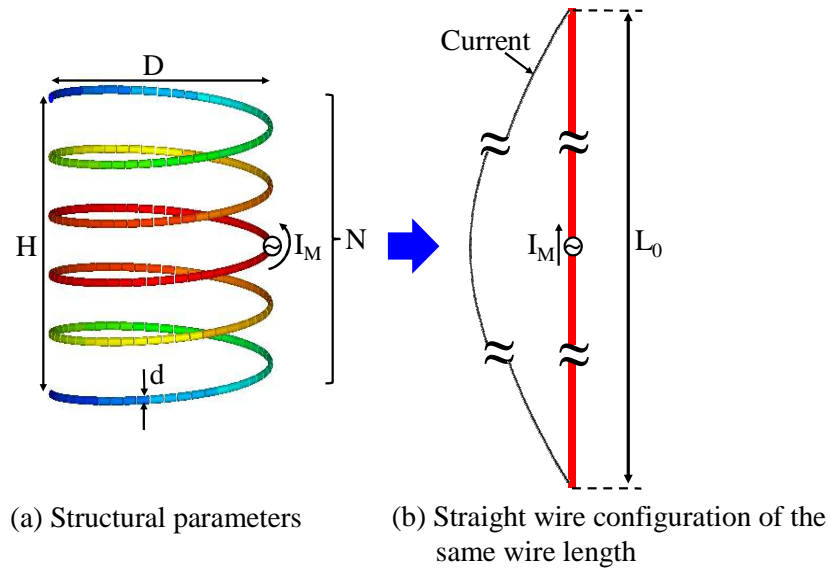 D
H
I_M
N
d
(a) Structural parameters
Current
I_M
L_0
(b) Straight wire configuration of the
same wire length